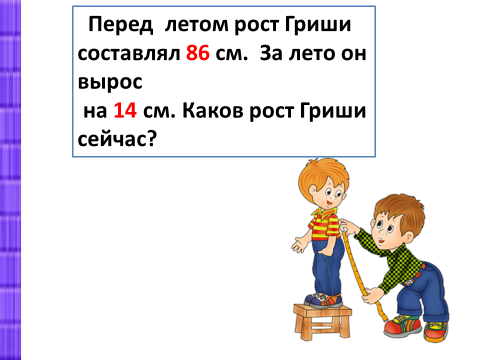 Перед летом рост Гриши
составлял 86 см. За лето он
вырос
на 14 см. Каков рост Гриши
сейчас?